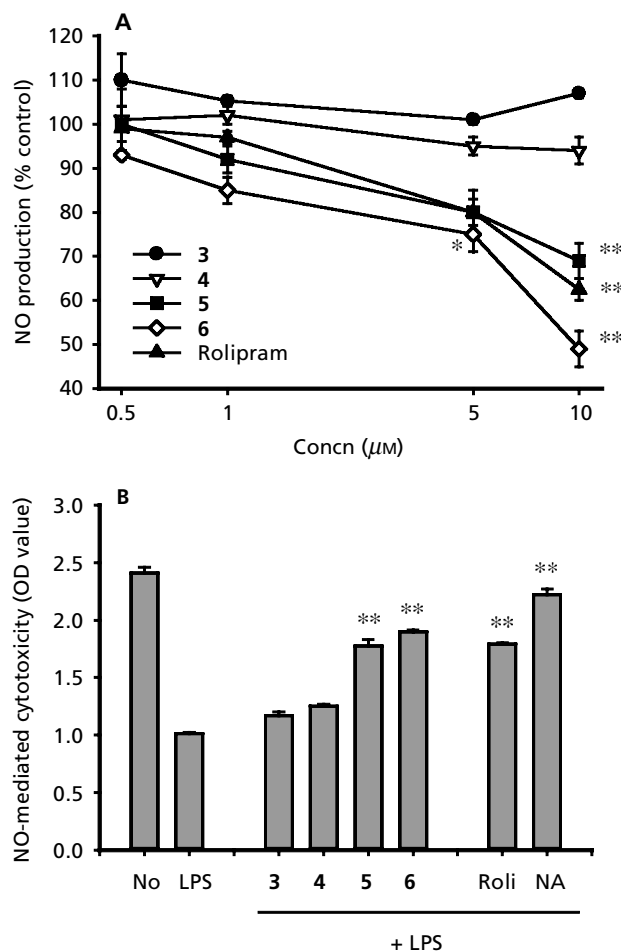 A
NO production (% control)
120
110
100
90
80
70
60
50
40
3
4
5
6
Rolipram
*
**
**
**
0.5 1 5 10
Concn (μM)
B
NO-mediated cytotoxicity (OD value)
3.0
2.5
2.0
1.5
1.0
0.5
0.0
** ** ** **
No LPS 3 4 5 6 Roli NA
+ LPS